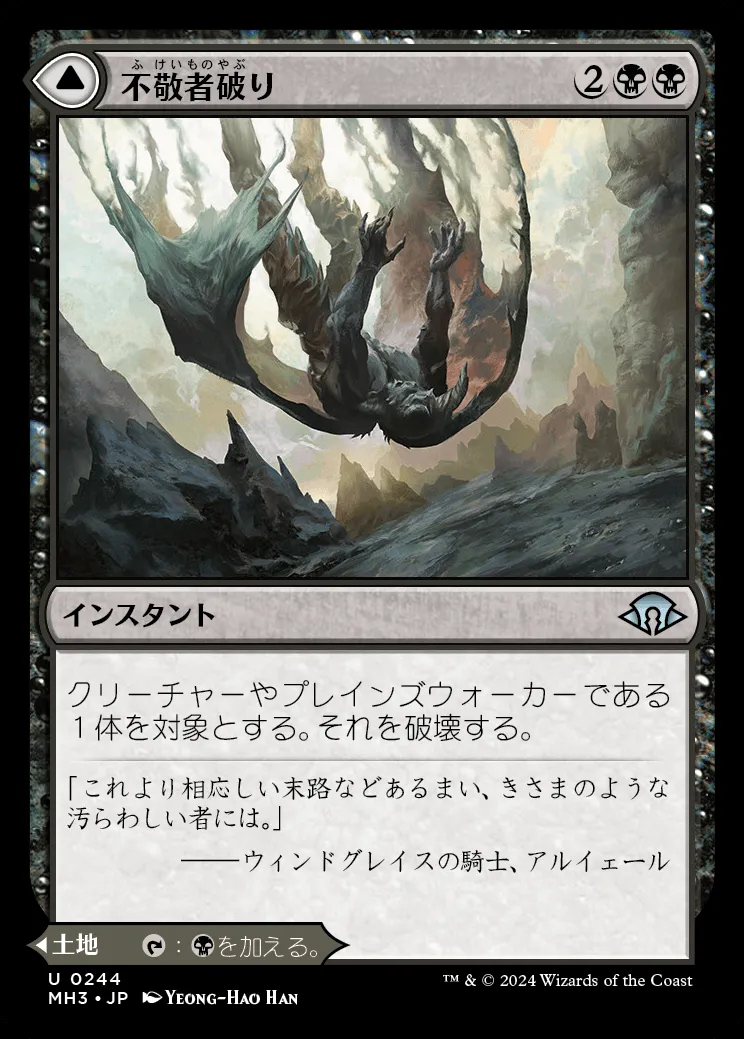 ふけいものやぶ
不敬者破り
2
インスタント
クリーチャーやプレインズウォーカーである
1体を対象とする。それを破壊する。
「これより相応しい末路などあるまい、きさまのような
汚らわしい者には。」
——ウィンドグレイスの騎士、アルイェール
土地 :を加える。
U 0244
MH3 • JP Yeong-Hao Han
™ & © 2024 Wizards of the Coast